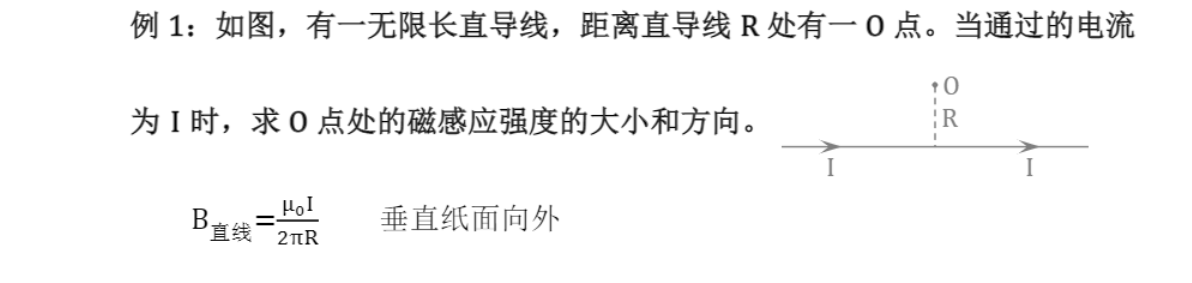 例 1：如图，有一无限长直导线，距离直导线 R 处有一 O 点。当通过的电流
为 I 时，求 O 点处的磁感应强度的大小和方向。
O
R
I I
B直线=μ₀I/2πR 垂直纸面向外